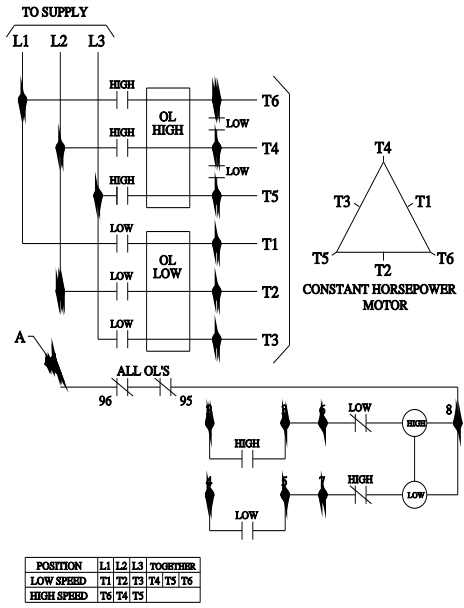 TO SUPPLY
L1 L2 L3
HIGH
T6
OL
HIGH
LOW
HIGH
T4
LOW
HIGH
T5
LOW
T1
OL
LOW
LOW
T2
LOW
T3
T4
T3 T1
T5 T6
T2
CONSTANT HORSEPOWER
MOTOR
A
ALL OL'S
96 95
6 LOW 8
HIGH
HIGH
4 5 7 HIGH
LOW
LOW
POSITION L1 L2 L3 TOGETHER
LOW SPEED T1 T2 T3 T4 T5 T6
HIGH SPEED T6 T4 T5